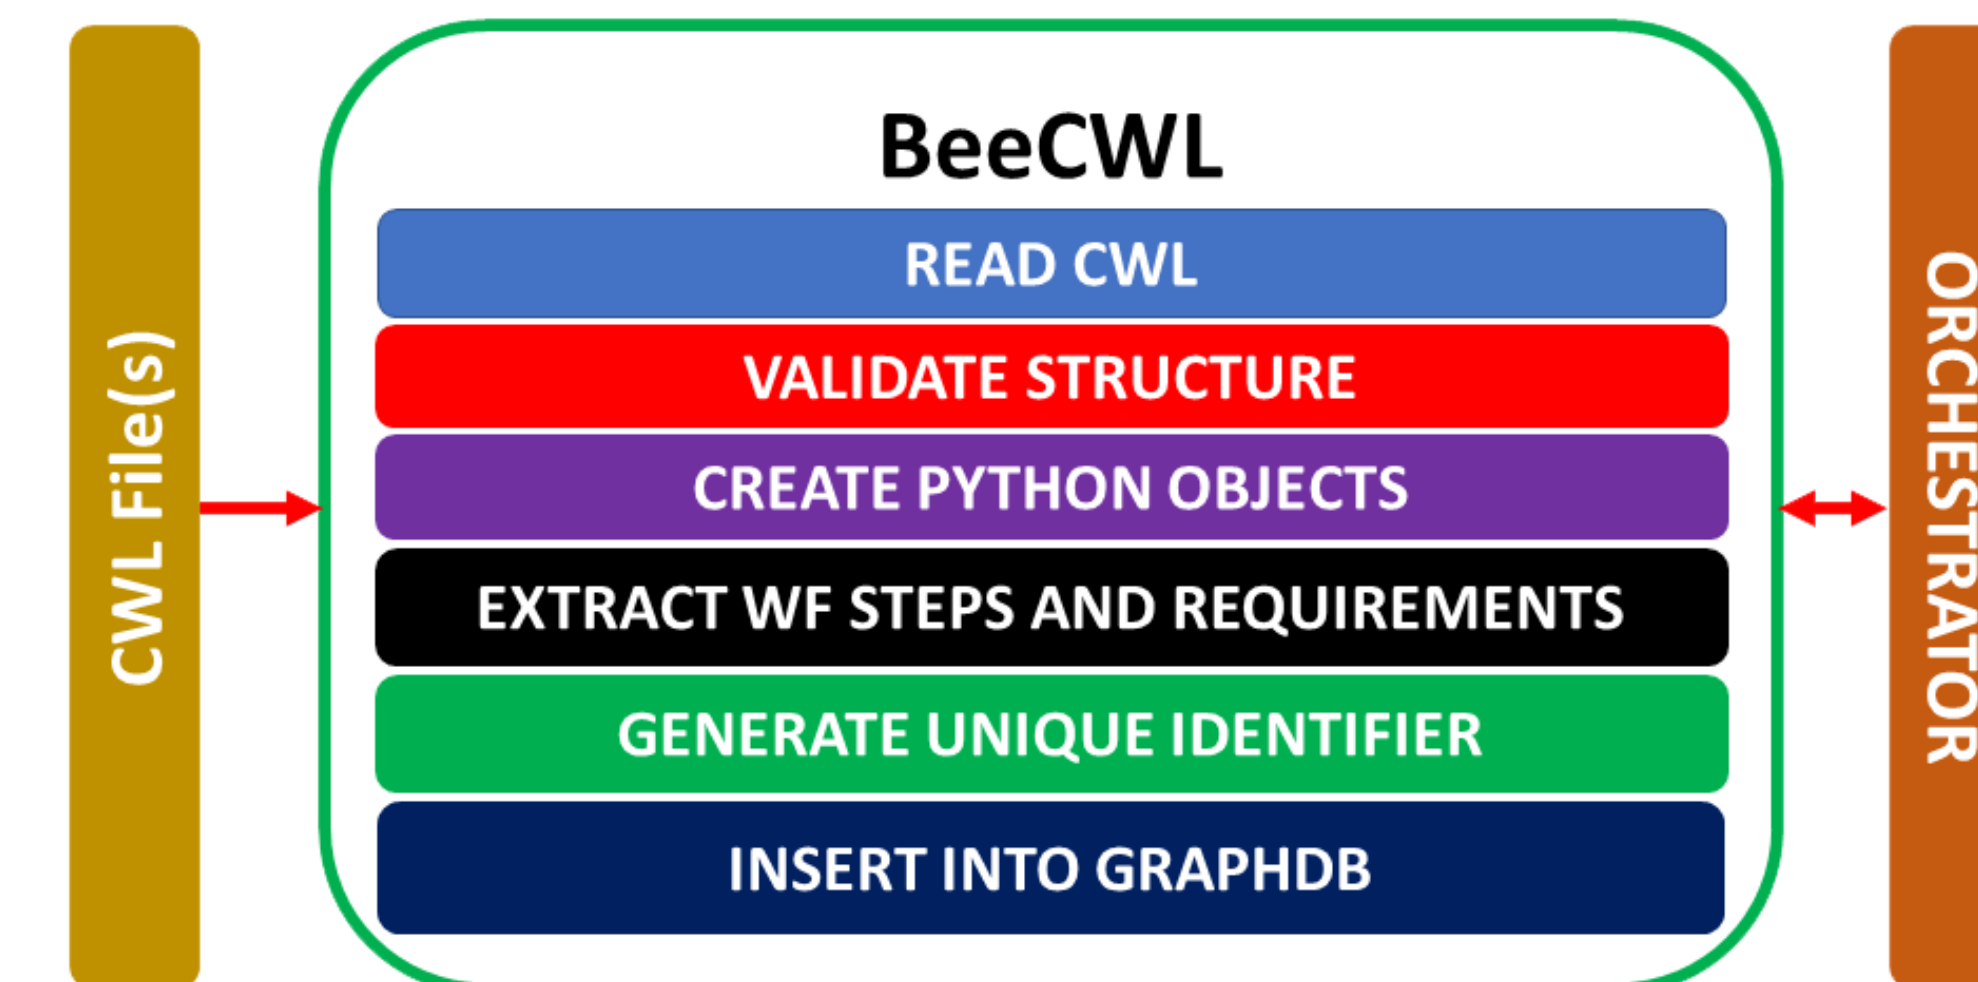 CWL File(s)
BeeCWL
READ CWL
VALIDATE STRUCTURE
CREATE PYTHON OBJECTS
EXTRACT WF STEPS AND REQUIREMENTS
GENERATE UNIQUE IDENTIFIER
INSERT INTO GRAPHDB
ORCHESTRATOR